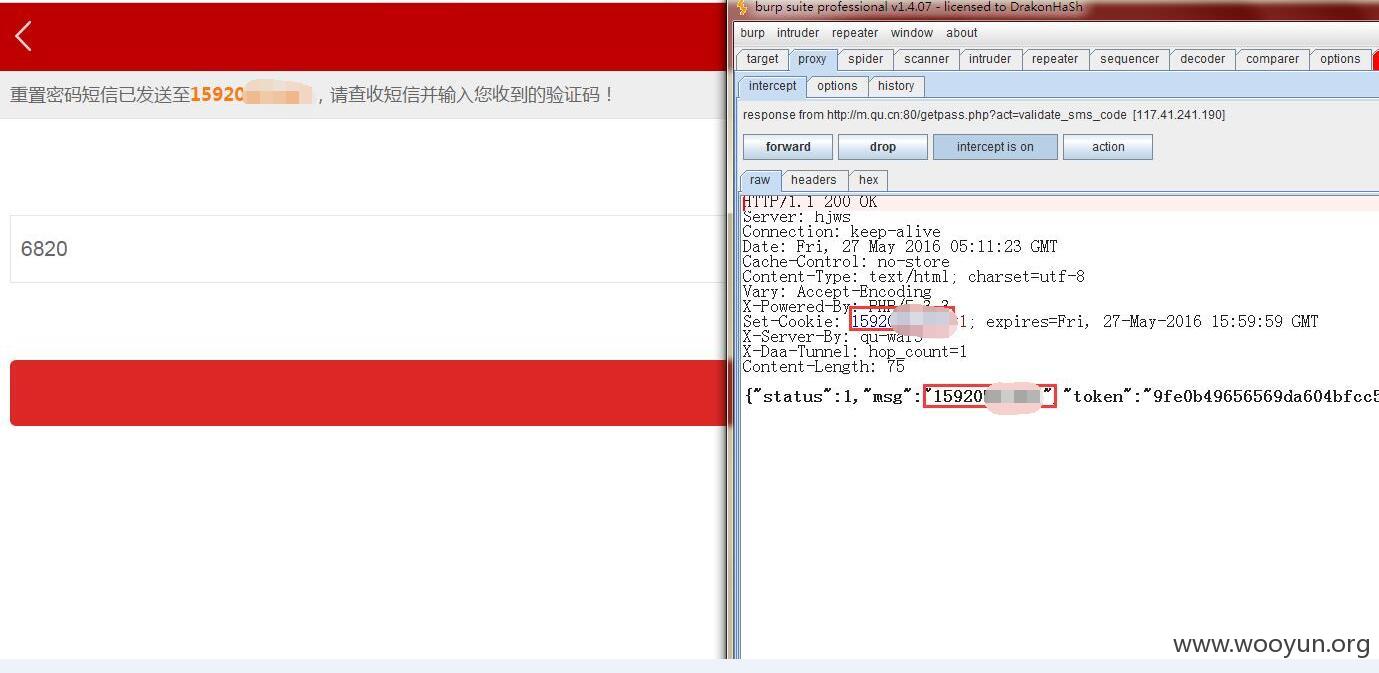 重置密码短信已发送至15920，请查收短信并输入您收到的验证码！
6820
burp suite professional v1.4.07 - licensed to DrakonHaSh
burp intruder repeater window about
target proxy spider scanner intruder repeater sequencer decoder comparer options
intercept options history
response from http://m.qu.cn:80/getpass.php?act=validate_sms_code [117.41.241.190]
forward drop intercept is on action
raw headers hex
HTTP/1.1 200 OK
Server: hjws
Connection: keep-alive
Date: Fri, 27 May 2016 05:11:23 GMT
Cache-Control: no-store
Content-Type: text/html; charset=utf-8
Vary: Accept-Encoding
X-Powered-By: PHP/5.3.3
Set-Cookie: 15920 1; expires=Fri, 27-May-2016 15:59:59 GMT
X-Server-By:
X-Daa-Tunnel: hop_count=1
Content-Length: 75
{"status":1,"msg":"15920 ","token":"9fe0b49656569da604bfcc5
www.wooyun.org